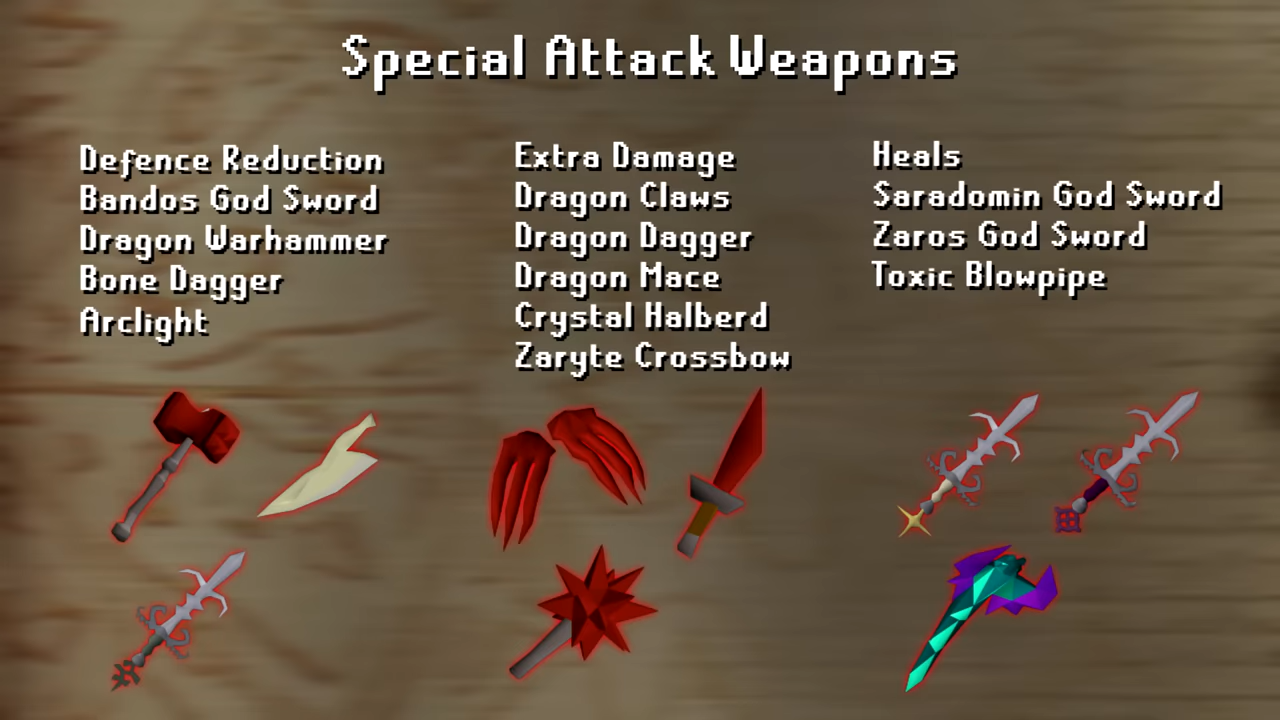 Special Attack Weapons
Defence Reduction
Bandos God Sword
Dragon Warhammer
Bone Dagger
Arclight
Extra Damage
Dragon Claws
Dragon Dagger
Dragon Mace
Crystal Halberd
Zaryte Crossbow
Heals
Saradomin God Sword
Zaros God Sword
Toxic Blowpipe